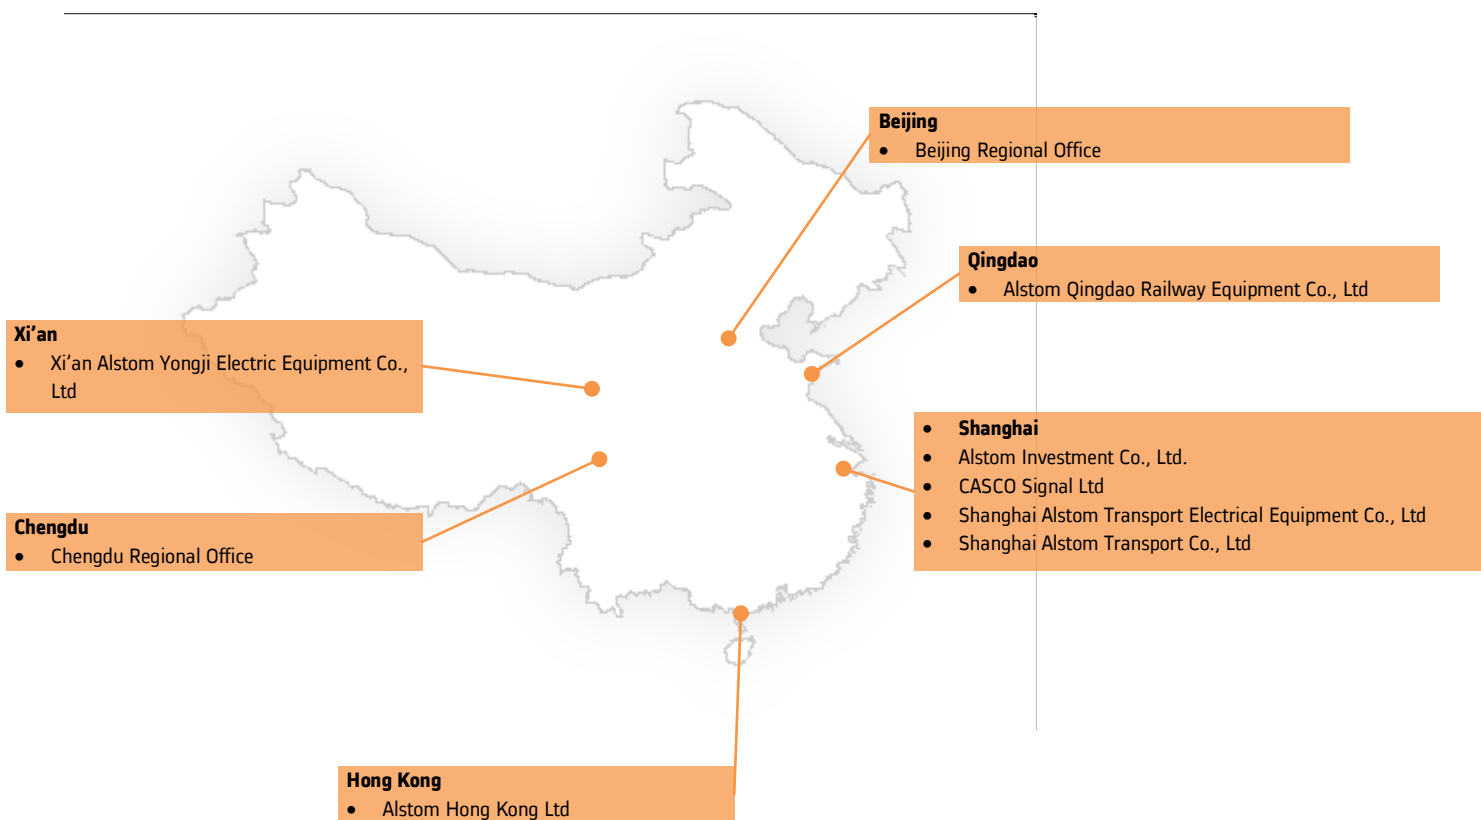 Beijing
• Beijing Regional Office
Qingdao
• Alstom Qingdao Railway Equipment Co., Ltd
Xi’an
• Xi’an Alstom Yongji Electric Equipment Co.,
Ltd
• Shanghai
• Alstom Investment Co., Ltd.
• CASCO Signal Ltd
• Shanghai Alstom Transport Electrical Equipment Co., Ltd
• Shanghai Alstom Transport Co., Ltd
Chengdu
• Chengdu Regional Office
Hong Kong
• Alstom Hong Kong Ltd